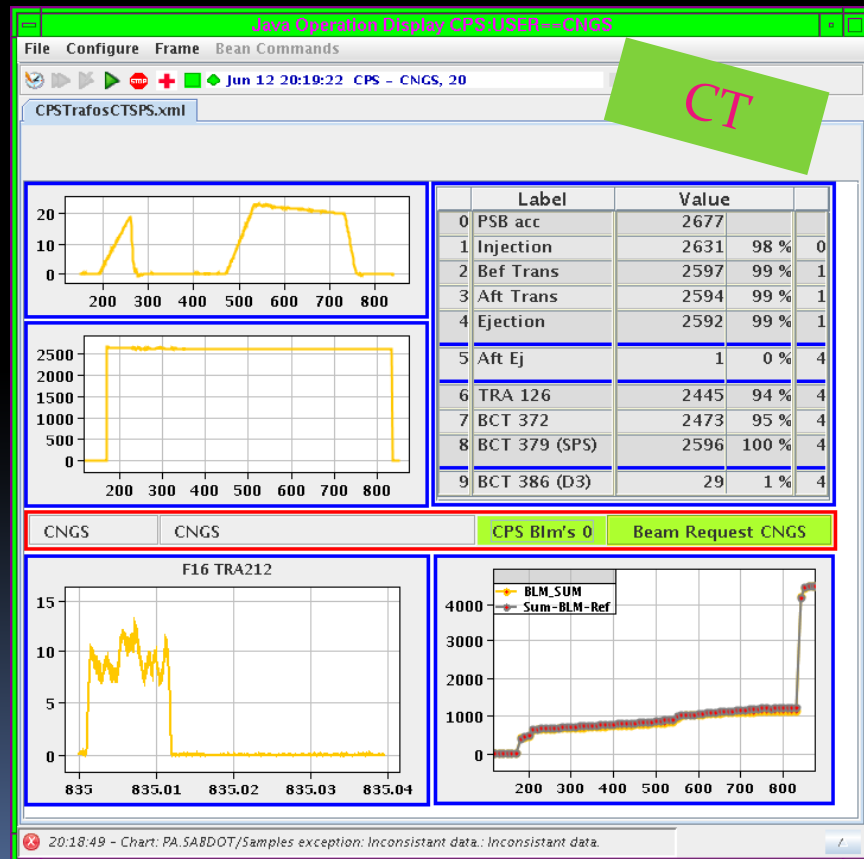 Java Operation Display CPS:USER==CNGS
File Configure Frame Bean Commands
STOP Jun 12 20:19:22 CPS - CNGS, 20
CT
CPSTrafosCTSPS.xml
20
10
0
200 300 400 500 600 700 800
2500
2000
1500
1000
500
0
200 300 400 500 600 700 800
Label Value
0 PSB acc 2677
1 Injection 2631 98 % 0
2 Bef Trans 2597 99 % 1
3 Aft Trans 2594 99 % 1
4 Ejection 2592 99 % 1
5 Aft Ej 1 0 % 4
6 TRA 126 2445 94 % 4
7 BCT 372 2473 95 % 4
8 BCT 379 (SPS) 2596 100 % 4
9 BCT 386 (D3) 29 1 % 4
CNGS CNGS CPS Blm's 0 Beam Request CNGS
F16 TRA212
15
10
5
0
835 835.01 835.02 835.03 835.04
BLM_SUM
Sum-BLM-Ref
4000
3000
2000
1000
0
200 300 400 500 600 700 800
20:18:49 - Chart: PA.SABDOT/Samples exception: Inconsistant data.: Inconsistant data.